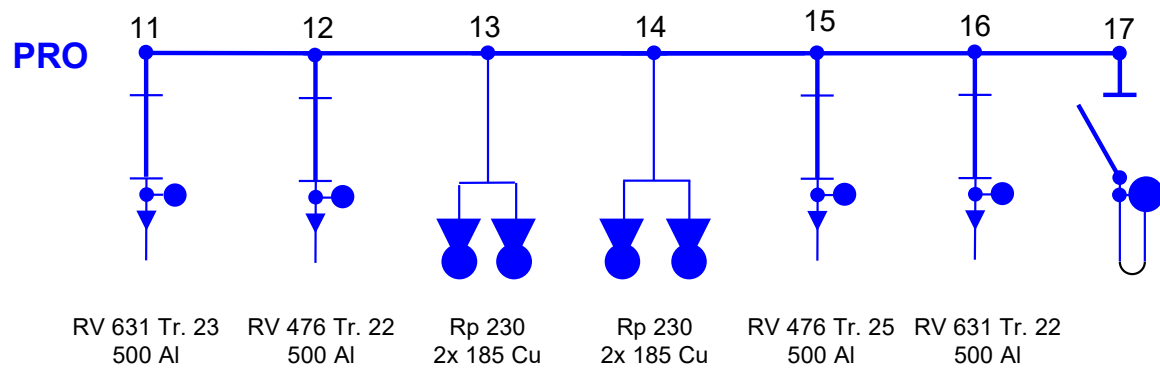 11 12 13 14 15 16 17
PRO
RV 631 Tr. 23 RV 476 Tr. 22 Rp 230 Rp 230 RV 476 Tr. 25 RV 631 Tr. 22
500 Al 500 Al 2x 185 Cu 2x 185 Cu 500 Al 500 Al